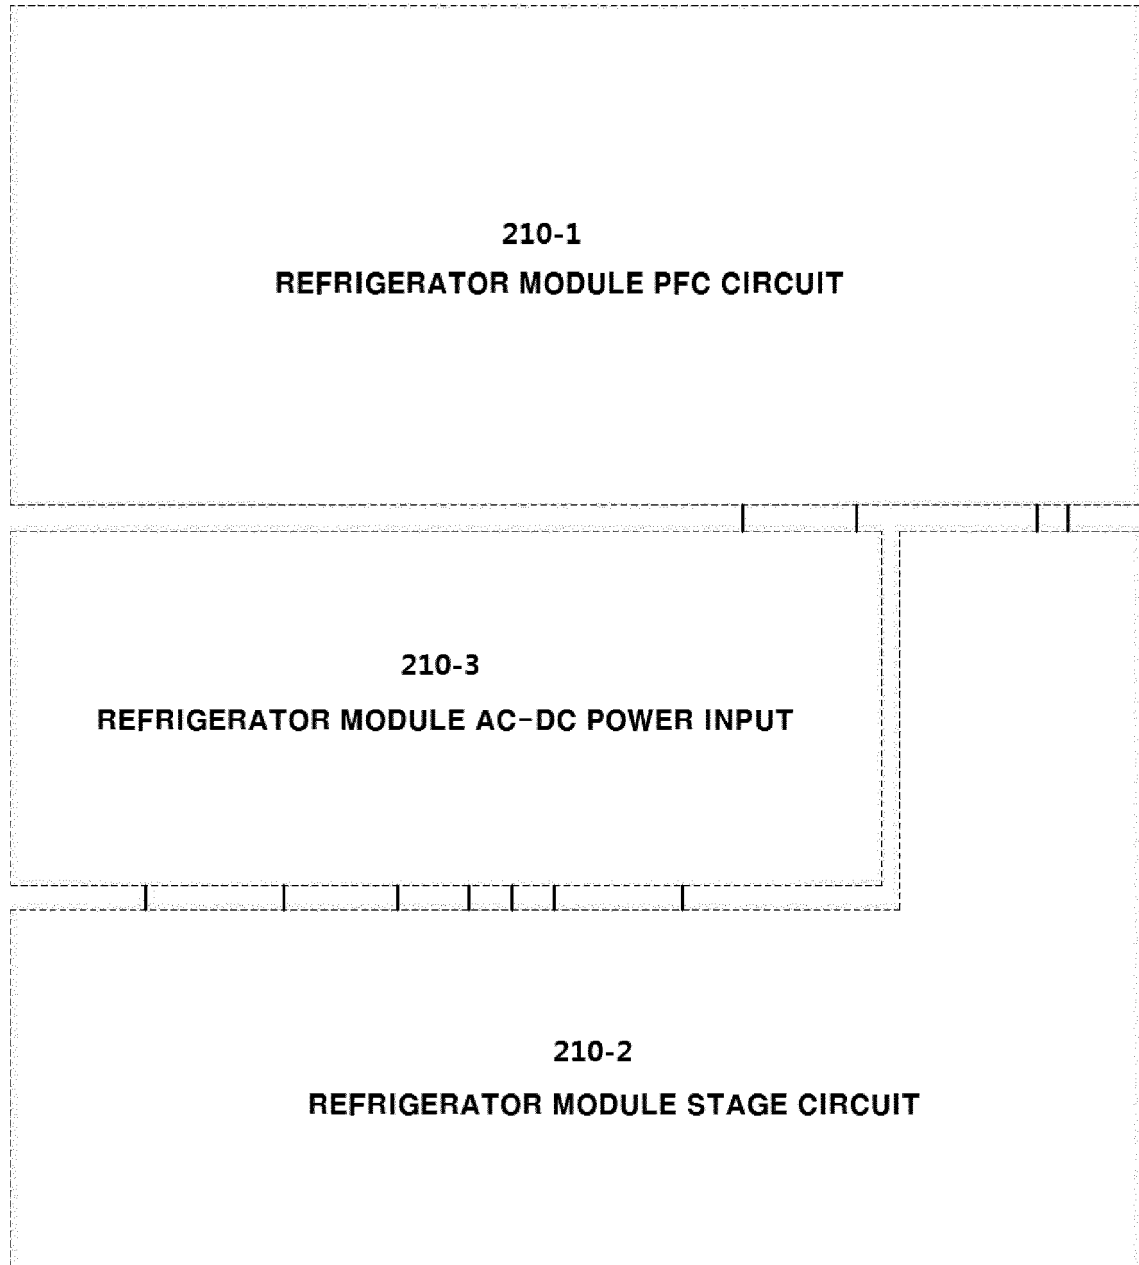 210-1
REFRIGERATOR MODULE PFC CIRCUIT
210-3
REFRIGERATOR MODULE AC-DC POWER INPUT
210-2
REFRIGERATOR MODULE STAGE CIRCUIT